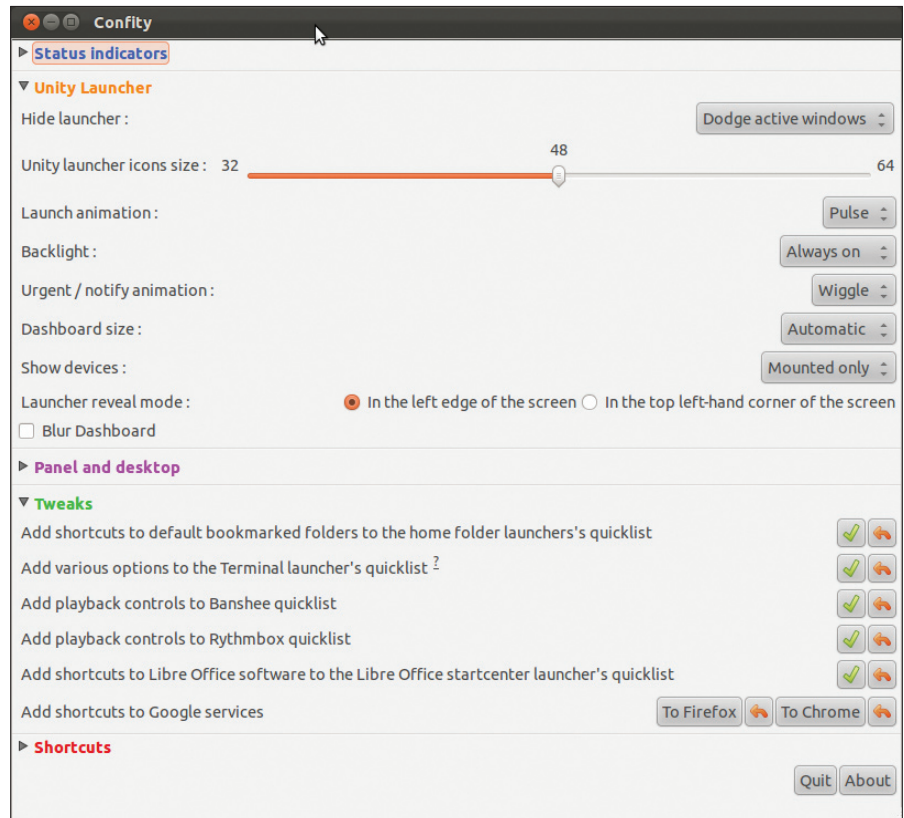 Confity
Status indicators
Unity Launcher
Hide launcher : Dodge active windows
48
Unity launcher icons size : 32 64
Launch animation : Pulse
Backlight : Always on
Urgent / notify animation : Wiggle
Dashboard size : Automatic
Show devices : Mounted only
Launcher reveal mode : In the left edge of the screen In the top left-hand corner of the screen
Blur Dashboard
Panel and desktop
Tweaks
Add shortcuts to default bookmarked folders to the home folder launchers's quicklist
Add various options to the Terminal launcher's quicklist ?
Add playback controls to Banshee quicklist
Add playback controls to Rythmbox quicklist
Add shortcuts to Libre Office software to the Libre Office startcenter launcher's quicklist
Add shortcuts to Google services To Firefox To Chrome
Shortcuts
Quit About